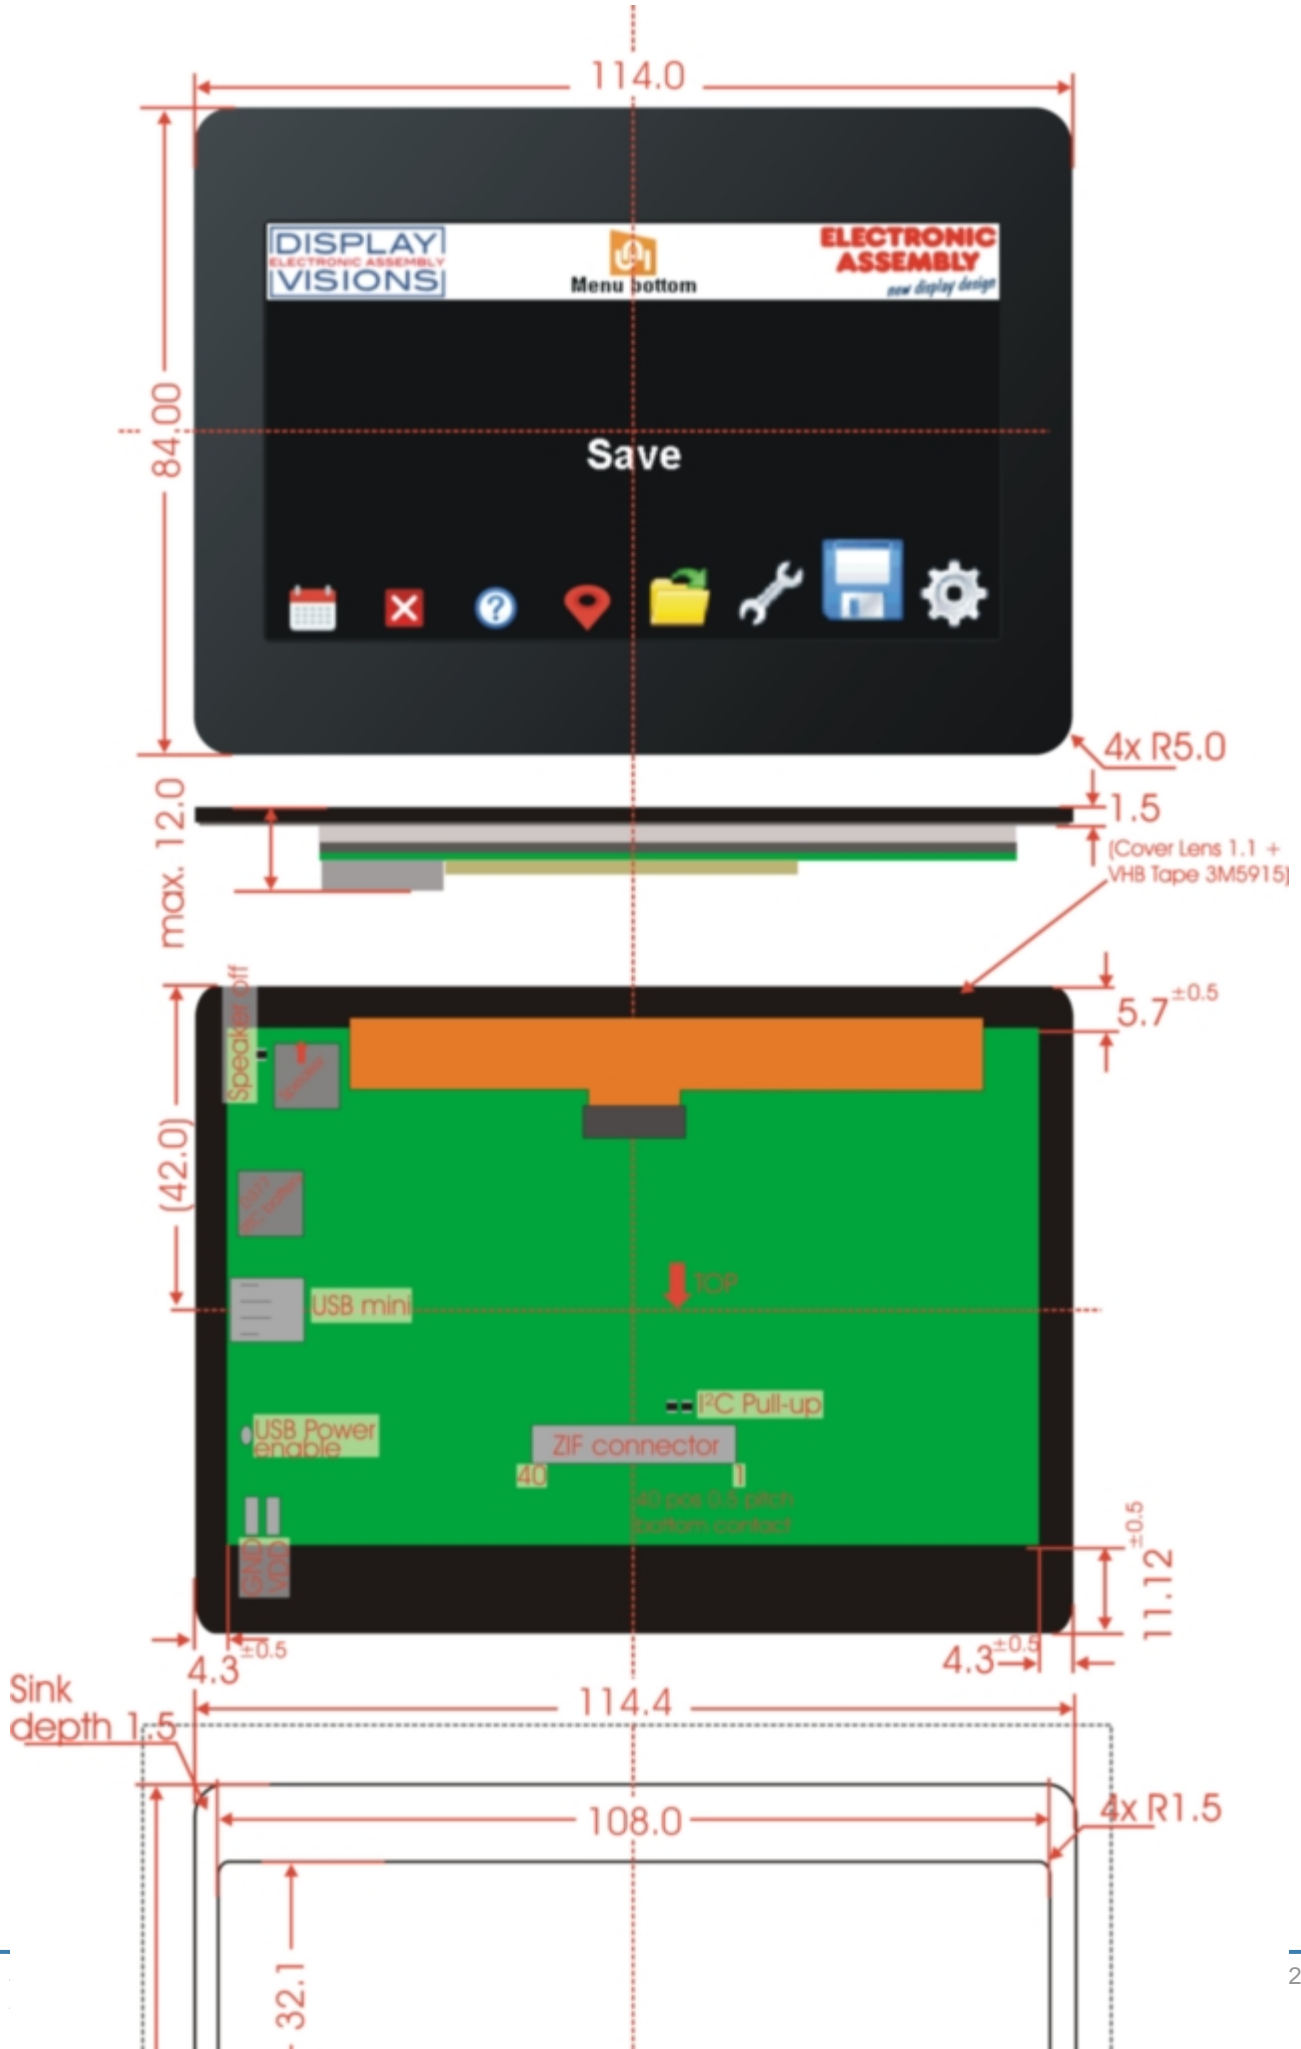 114.0
DISPLAY
ELECTRONIC ASSEMBLY
VISIONS
Menu bottom
ELECTRONIC
ASSEMBLY
new display design
84.00
Save
4x R5.0
max. 12.0
1.5
(Cover Lens 1.1 +
VHB Tape 3M5915)
Speaker off
Speaker
5.7 ±0.5
(42.0)
RTC battery
USB mini
TOP
I²C Pull-up
USB Power
enable
ZIF connector
40
1
40 pos 0.5 pitch
bottom contact
GND
VDD
11.12 ±0.5
4.3 ±0.5
4.3 ±0.5
Sink
depth 1.5
114.4
108.0
4x R1.5
32.1
2